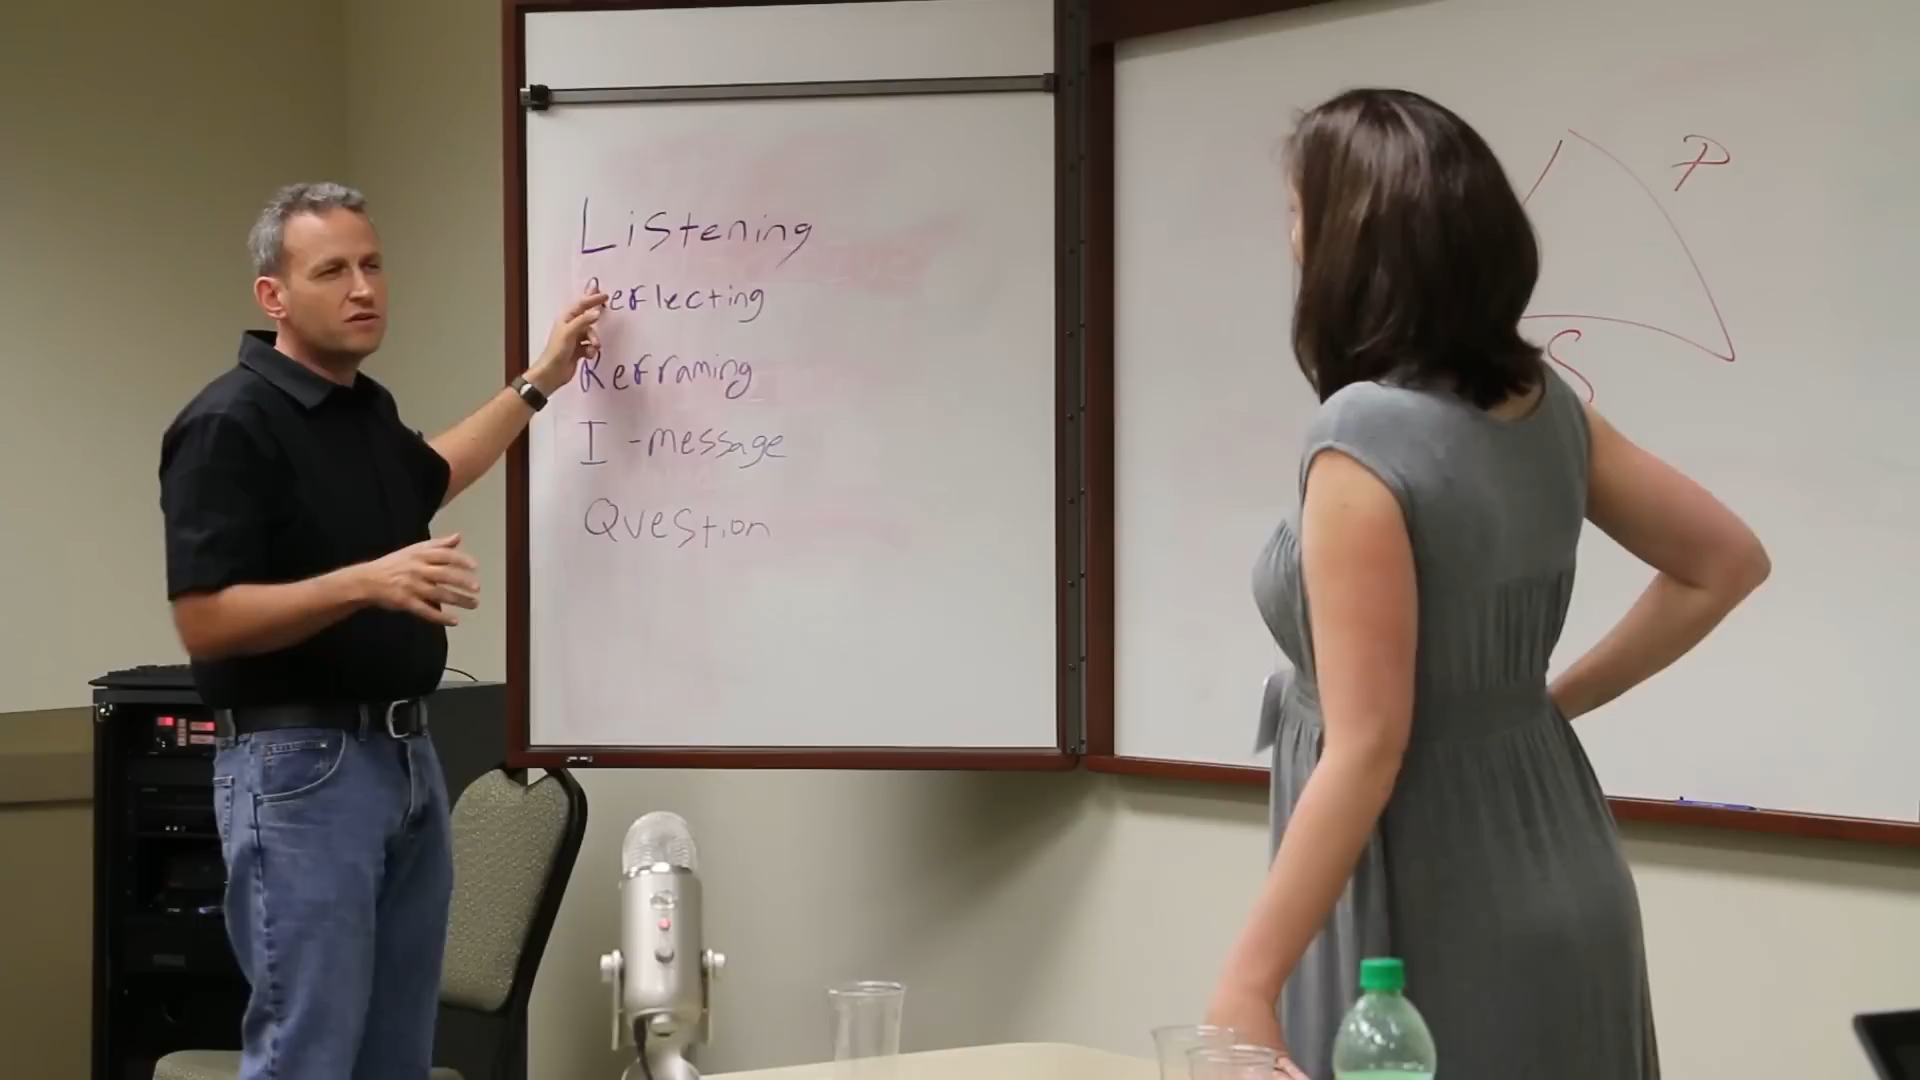 Listening
Reflecting
Reframing
I-message
Question
P
S